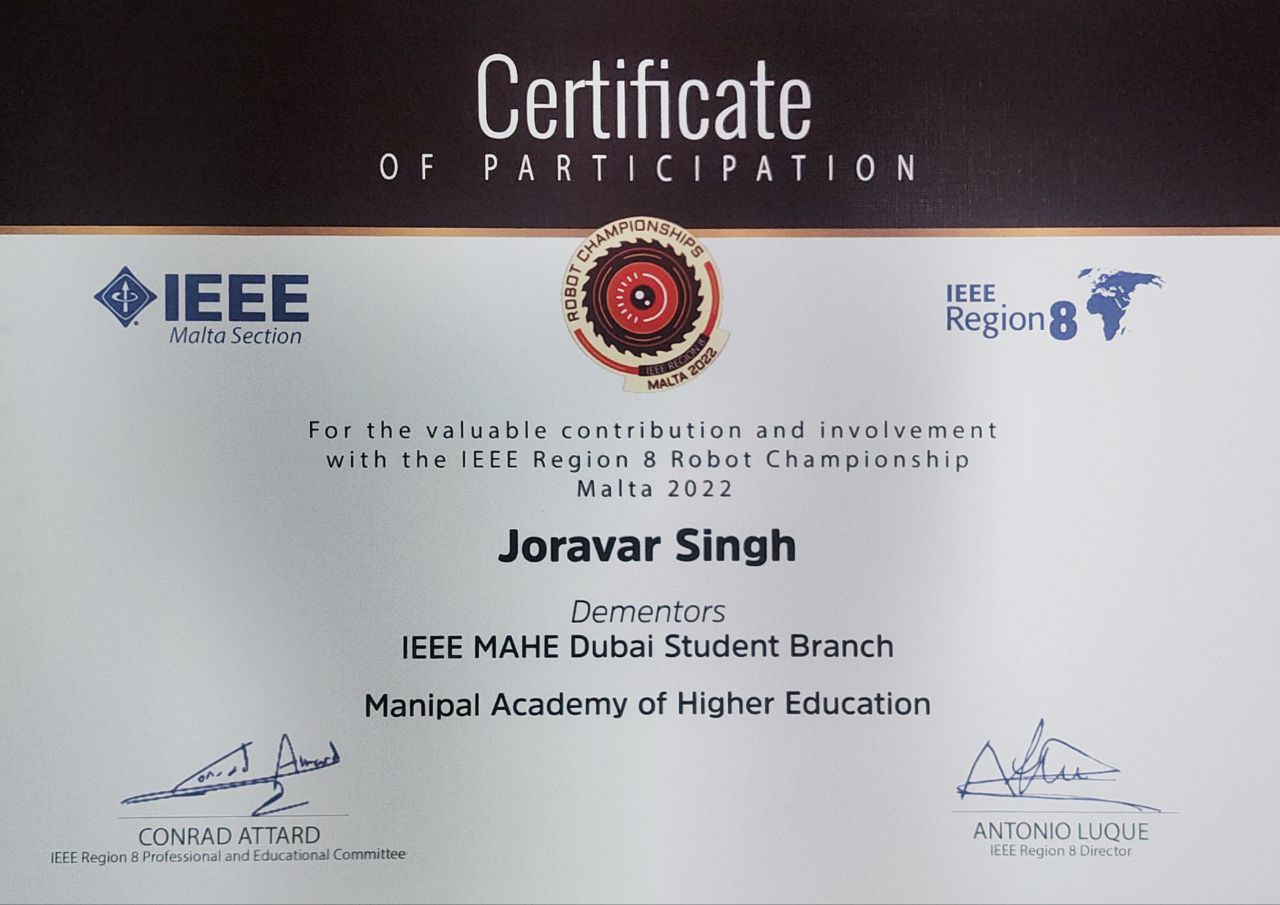 Certificate
OF PARTICIPATION
ROBOT CHAMPIONSHIPS
IEEE REGION 8
MALTA 2022
IEEE
Malta Section
IEEE
Region 8
For the valuable contribution and involvement
with the IEEE Region 8 Robot Championship
Malta 2022
Joravar Singh
Dementors
IEEE MAHE Dubai Student Branch
Manipal Academy of Higher Education
Conrad Attard
CONRAD ATTARD
IEEE Region 8 Professional and Educational Committee
ANTONIO LUQUE
IEEE Region 8 Director